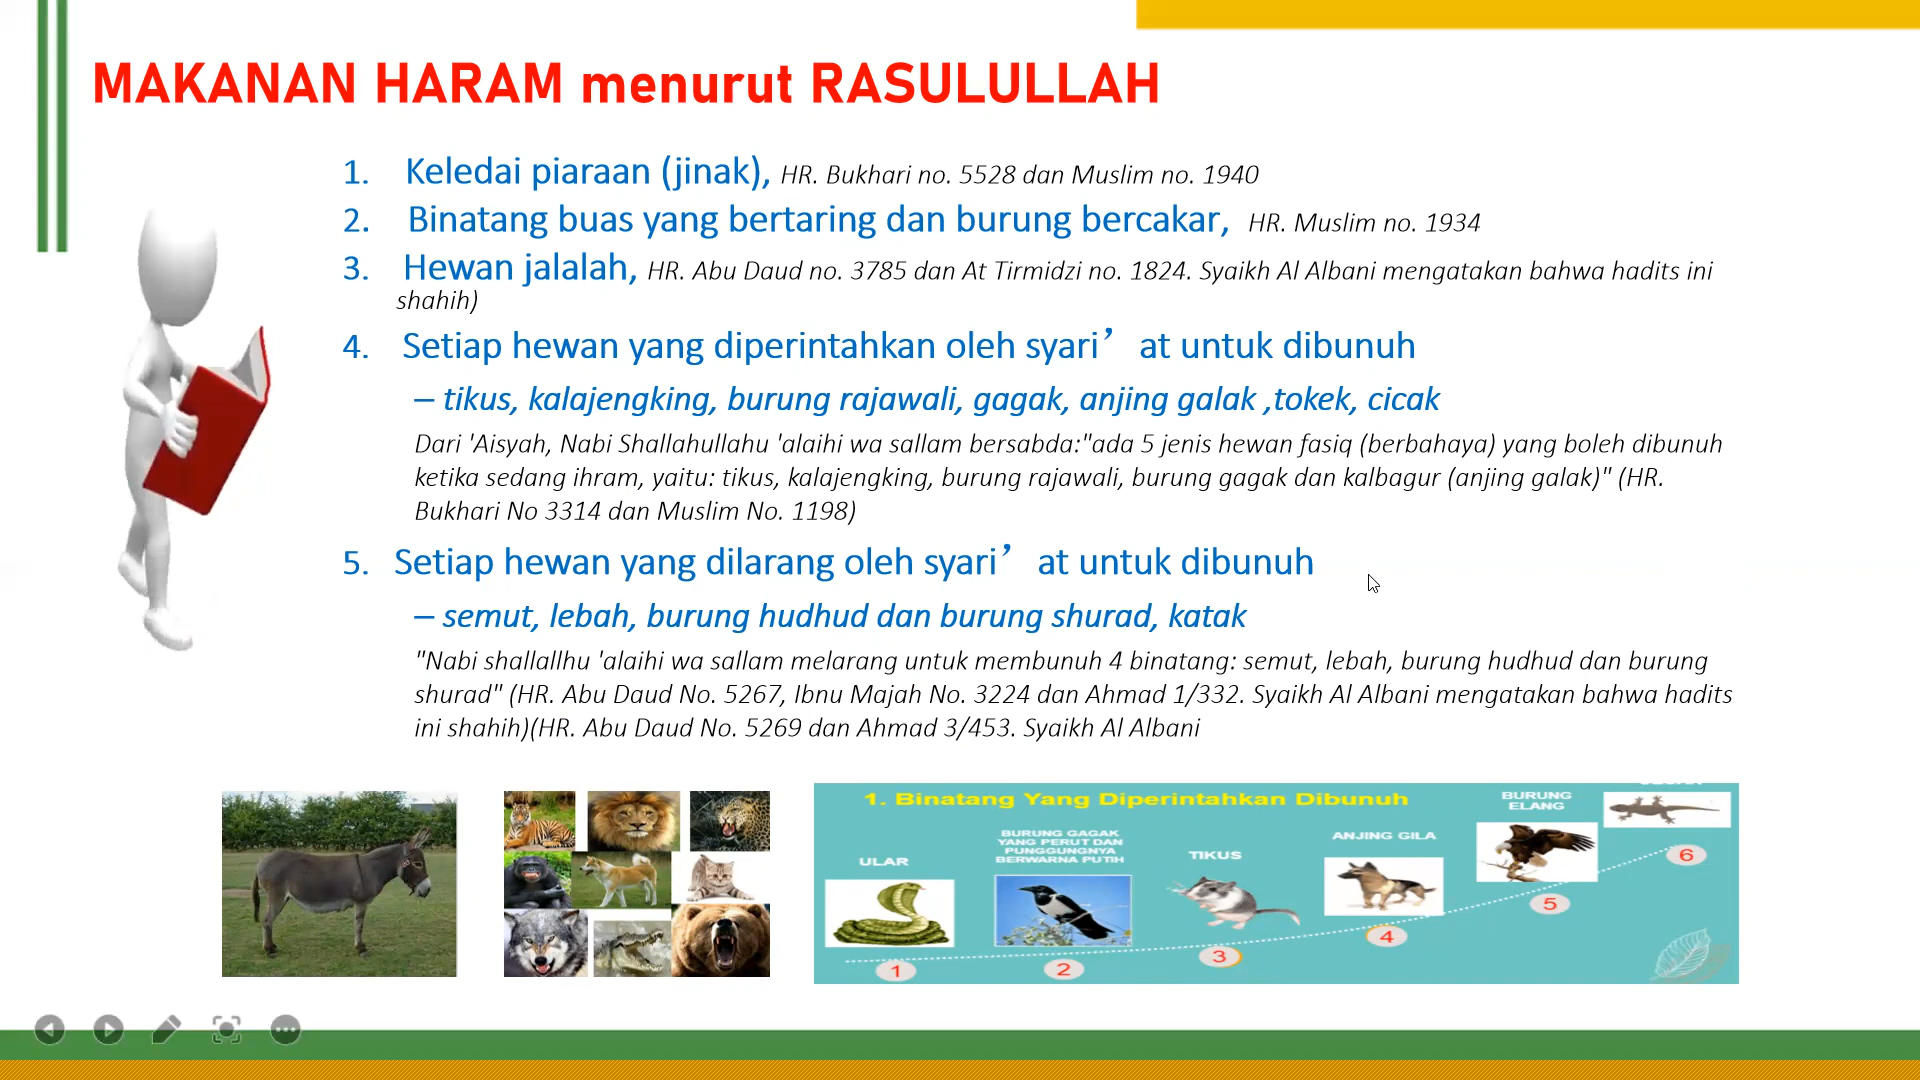 MAKANAN HARAM menurut RASULULLAH
1. Keledai piaraan (jinak), HR. Bukhari no. 5528 dan Muslim no. 1940
2. Binatang buas yang bertaring dan burung bercakar, HR. Muslim no. 1934
3. Hewan jalalah, HR. Abu Daud no. 3785 dan At Tirmidzi no. 1824. Syaikh Al Albani mengatakan bahwa hadits ini
shahih)
4. Setiap hewan yang diperintahkan oleh syari’ at untuk dibunuh
– tikus, kalajengking, burung rajawali, gagak, anjing galak ,tokek, cicak
Dari 'Aisyah, Nabi Shallahullahu 'alaihi wa sallam bersabda:"ada 5 jenis hewan fasiq (berbahaya) yang boleh dibunuh
ketika sedang ihram, yaitu: tikus, kalajengking, burung rajawali, burung gagak dan kalbagur (anjing galak)" (HR.
Bukhari No 3314 dan Muslim No. 1198)
5. Setiap hewan yang dilarang oleh syari’ at untuk dibunuh
– semut, lebah, burung hudhud dan burung shurad, katak
"Nabi shallallhu 'alaihi wa sallam melarang untuk membunuh 4 binatang: semut, lebah, burung hudhud dan burung
shurad" (HR. Abu Daud No. 5267, Ibnu Majah No. 3224 dan Ahmad 1/332. Syaikh Al Albani mengatakan bahwa hadits
ini shahih)(HR. Abu Daud No. 5269 dan Ahmad 3/453. Syaikh Al Albani
1. Binatang Yang Diperintahkan Dibunuh
ULAR
1
BURUNG GAGAK
YANG PERUT DAN
PUNGGUNGNYA
BERWARNA PUTIH
2
TIKUS
3
ANJING GILA
4
BURUNG
ELANG
5
6